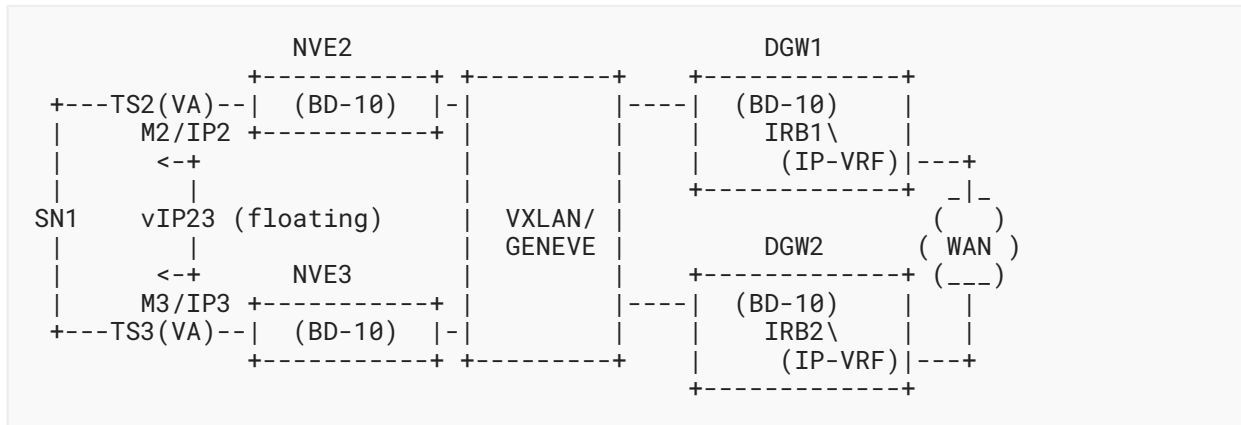 NVE2                           DGW1
                 +-----------+ +---------+    +-------------+
 +---TS2(VA)--|  (BD-10)  |-|         |----|  (BD-10)    |
 |      M2/IP2 +-----------+ |         |    |    IRB1\    |
 |       <-+                 |         |    |     (IP-VRF)|---+
 |         |                 |         |    +-------------+  _|_
SN1    vIP23 (floating)      |  VXLAN/ |                    (   )
 |         |                 |  GENEVE |         DGW2      ( WAN )
 |       <-+      NVE3       |         |    +-------------+ (___)
 |      M3/IP3 +-----------+ |         |----|  (BD-10)    |   |
 +---TS3(VA)--|  (BD-10)  |-|         |    |    IRB2\    |   |
                 +-----------+ +---------+    |     (IP-VRF)|---+
                                              +-------------+